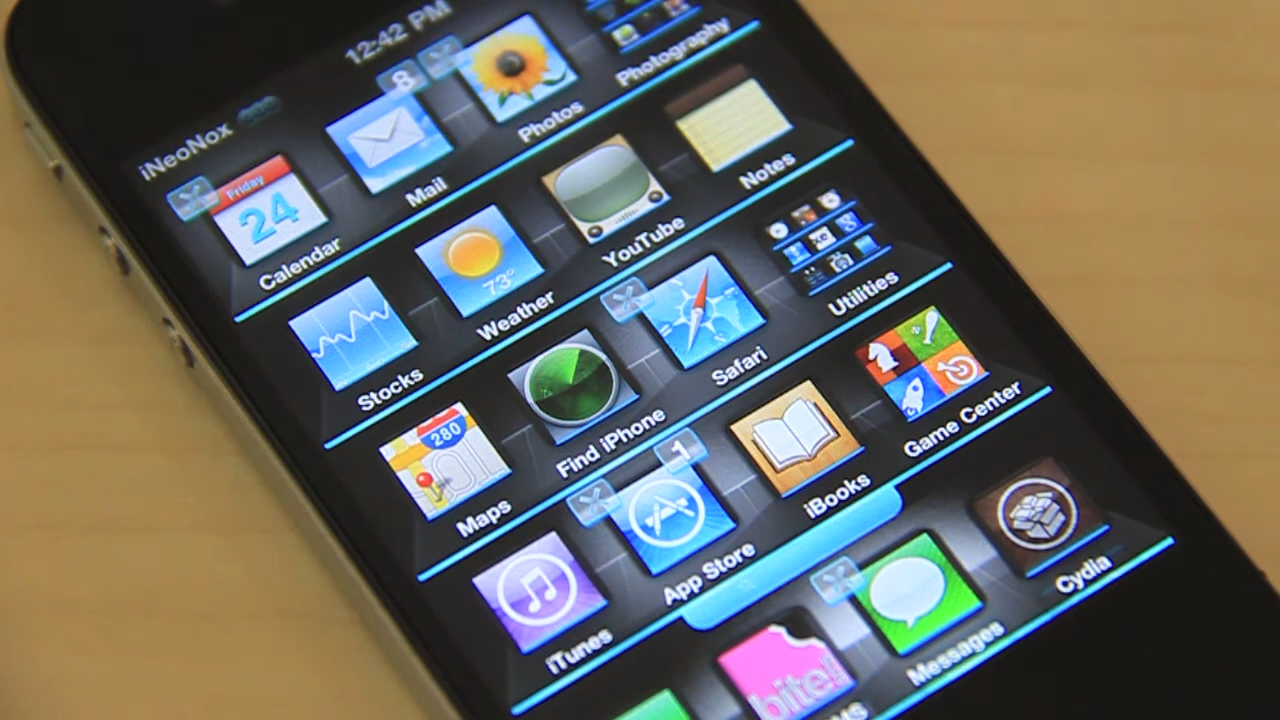 12:42 PM
iNeoNox
8
Friday
24
Calendar
Mail
Photos
Photography
Stocks
73°
Weather
YouTube
Notes
280
Maps
Find iPhone
Safari
Utilities
iTunes
1
App Store
iBooks
Game Center
bite!
Messages
Cydia